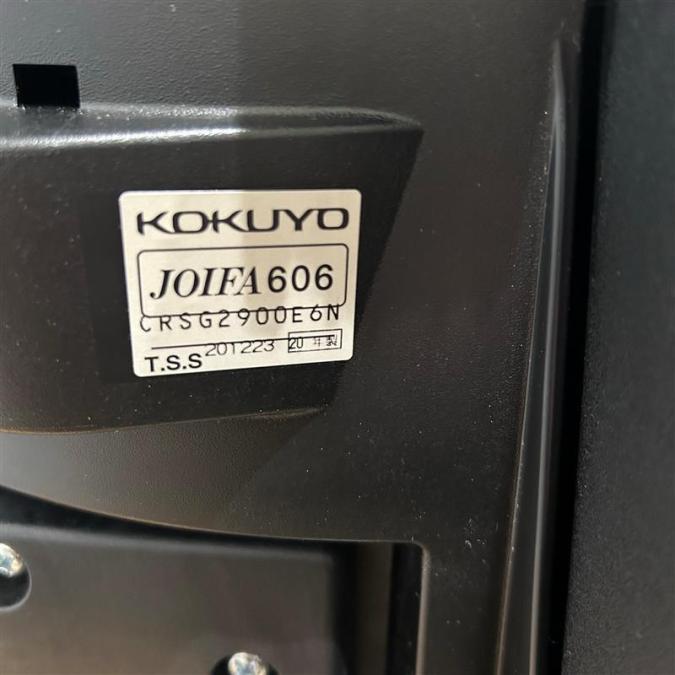 KOKUYO
JOIFA606
CRSG2900E6N
T.S.S 201223 20年製